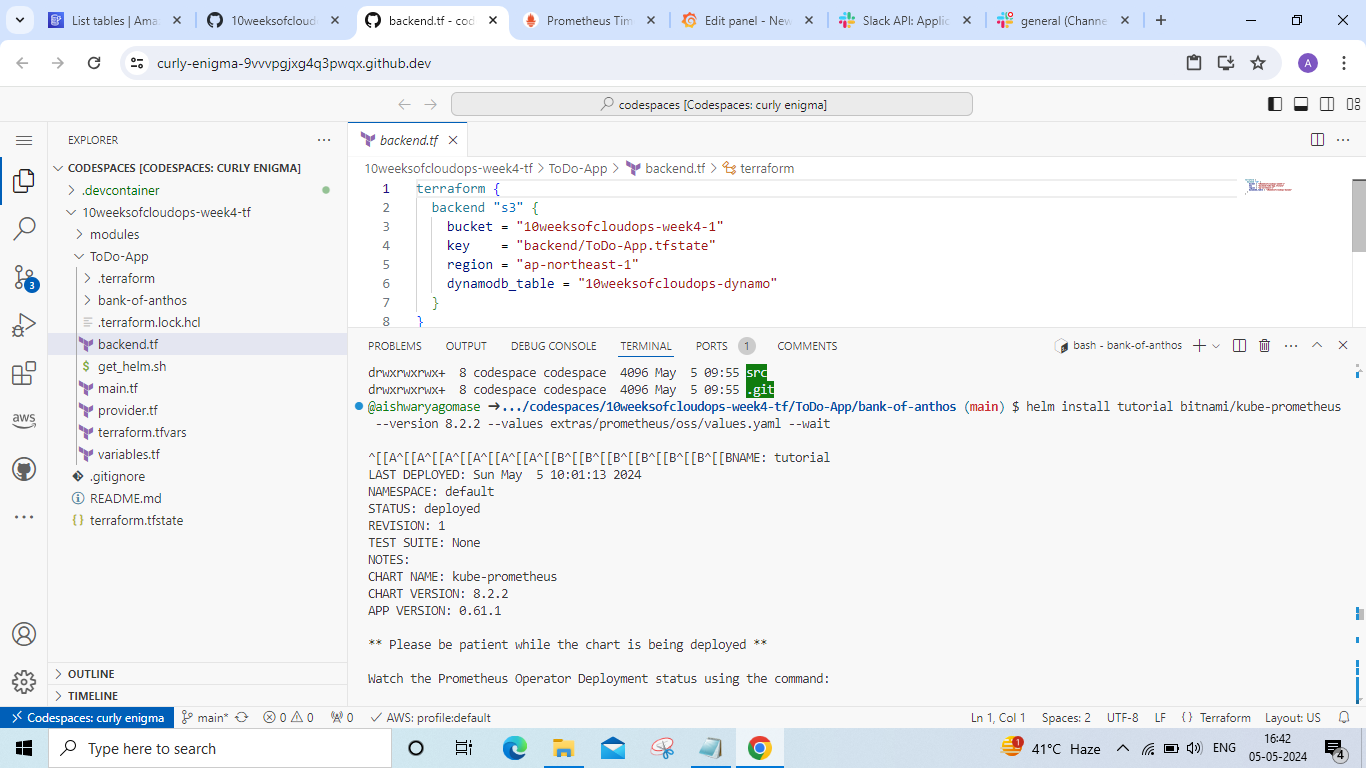 List tables | Ama
10weeksofcloud
backend.tf - cod
Prometheus Tim
Edit panel - New
Slack API: Applic
general (Channe
curly-enigma-9vvvpgjxg4q3pwqx.github.dev
A
codespaces [Codespaces: curly enigma]
EXPLORER
backend.tf
CODESPACES [CODESPACES: CURLY ENIGMA]
.devcontainer
10weeksofcloudops-week4-tf
modules
ToDo-App
.terraform
bank-of-anthos
.terraform.lock.hcl
backend.tf
get_helm.sh
main.tf
provider.tf
terraform.tfvars
variables.tf
.gitignore
README.md
terraform.tfstate
OUTLINE
TIMELINE
3
aws
10weeksofcloudops-week4-tf > ToDo-App > backend.tf > terraform
1 terraform {
2 backend "s3" {
3 bucket = "10weeksofcloudops-week4-1"
4 key    = "backend/ToDo-App.tfstate"
5 region = "ap-northeast-1"
6 dynamodb_table = "10weeksofcloudops-dynamo"
7 }
8 }
PROBLEMS OUTPUT DEBUG CONSOLE TERMINAL PORTS 1 COMMENTS
bash - bank-of-anthos
drwxrwxrwx+  8 codespace codespace  4096 May  5 09:55 src
drwxrwxrwx+  8 codespace codespace  4096 May  5 09:55 .git
@aishwaryagomase ➜.../codespaces/10weeksofcloudops-week4-tf/ToDo-App/bank-of-anthos (main) $ helm install tutorial bitnami/kube-prometheus
--version 8.2.2 --values extras/prometheus/oss/values.yaml --wait
^[[A^[[A^[[A^[[A^[[A^[[A^[[B^[[B^[[B^[[B^[[B^[[BNAME: tutorial
LAST DEPLOYED: Sun May  5 10:01:13 2024
NAMESPACE: default
STATUS: deployed
REVISION: 1
TEST SUITE: None
NOTES:
CHART NAME: kube-prometheus
CHART VERSION: 8.2.2
APP VERSION: 0.61.1
** Please be patient while the chart is being deployed **
Watch the Prometheus Operator Deployment status using the command:
Codespaces: curly enigma
main*
0 0
0
AWS: profile:default
Ln 1, Col 1
Spaces: 2
UTF-8
LF
{ } Terraform
Layout: US
Type here to search
1
41°C Haze
ENG
16:42
05-05-2024
4